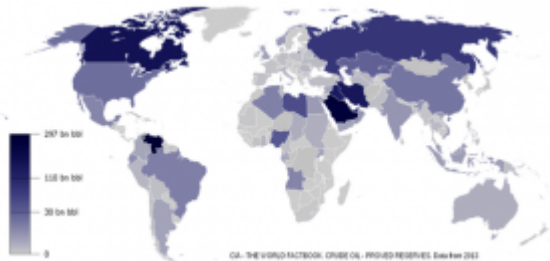 297 bn bbl
110 bn bbl
30 bn bbl
0
CIA - THE WORLD FACTBOOK, CRUDE OIL - PROVED RESERVES. Data from 2013